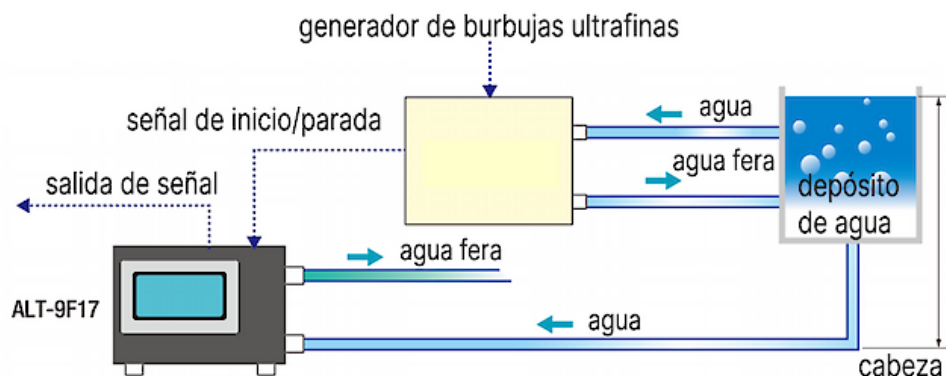 generador de burbujas ultrafinas
señal de inicio/parada
agua
agua fera
salida de señal
depósito
de agua
agua fera
ALT-9F17
agua
cabeza